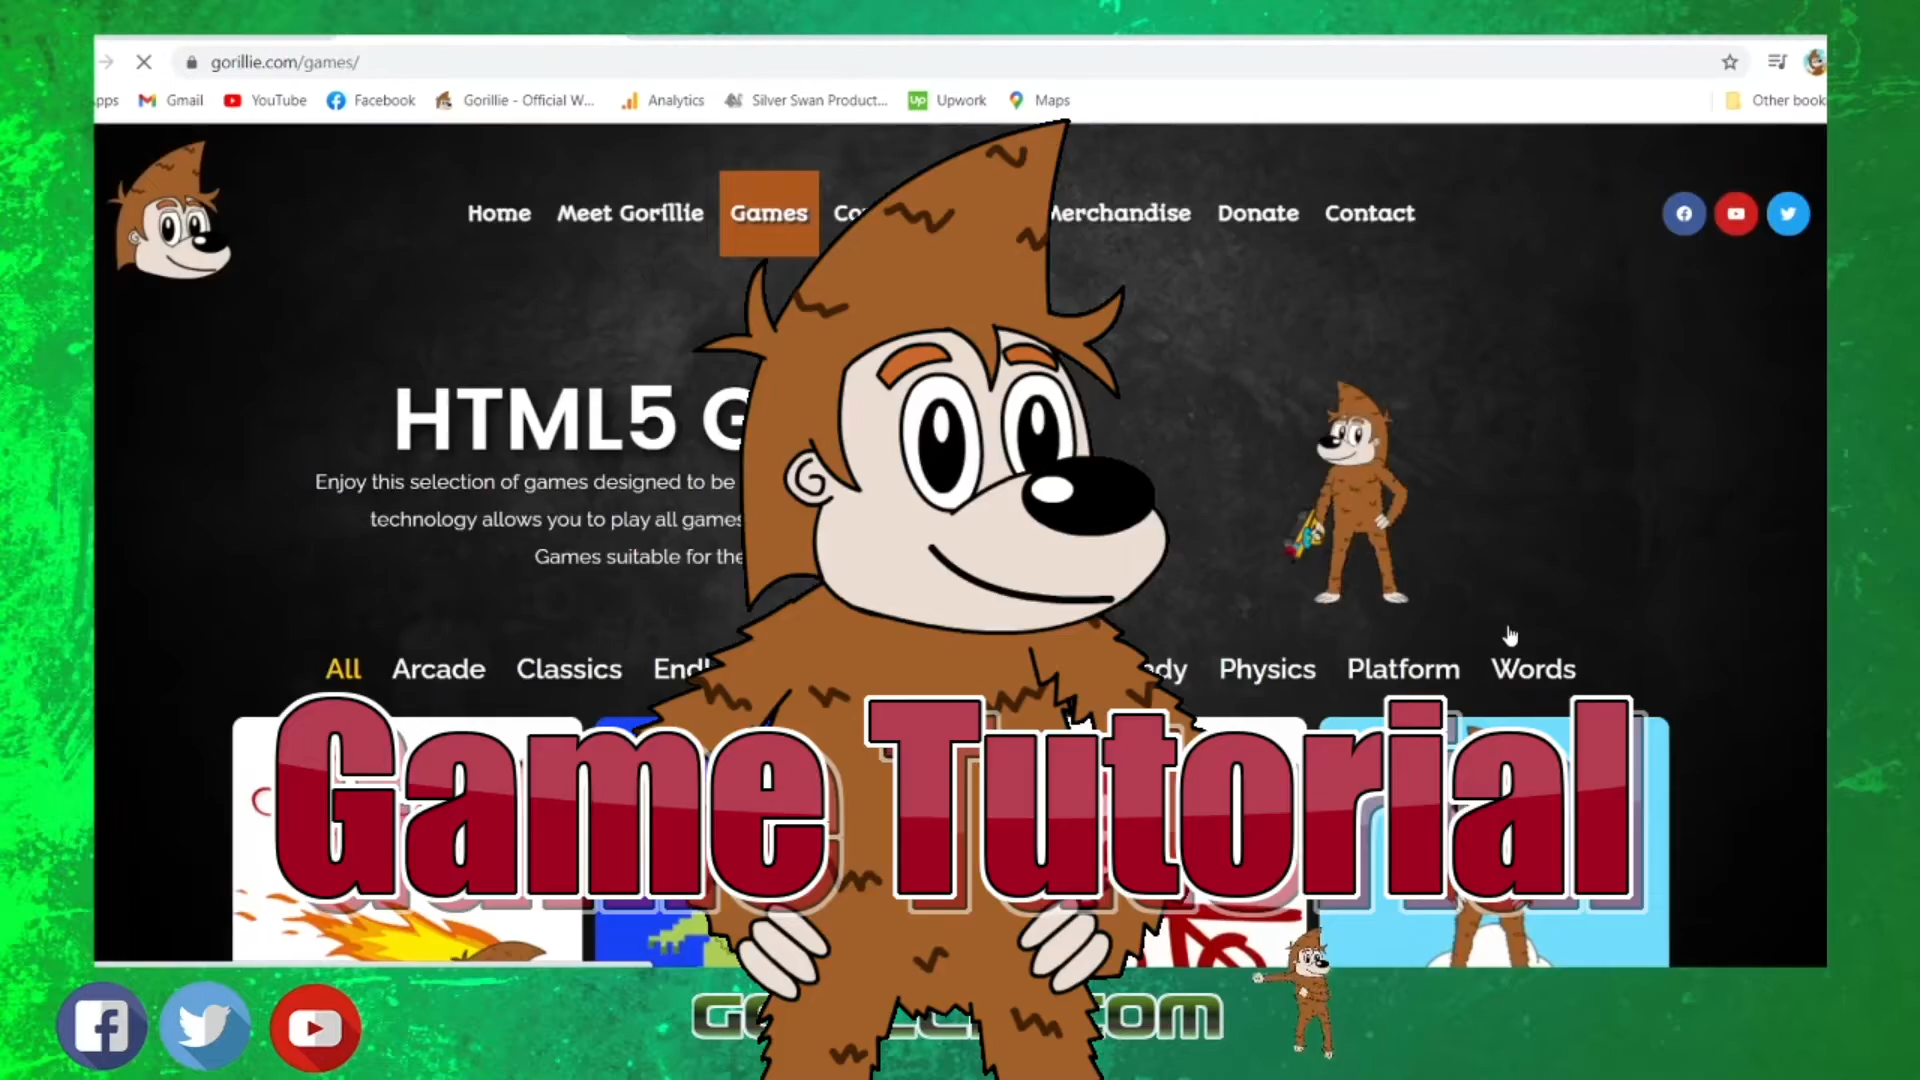 gorillie.com/games/
Gmail YouTube Facebook Gorillie - Official W... Analytics Silver Swan Product... Upwork Maps Other book
Home Meet Gorillie Games Co Merchandise Donate Contact
HTML5 G
Enjoy this selection of games designed to be
technology allows you to play all games
Games suitable for the
All Arcade Classics Endl Physics Platform Words
Game Tutorial